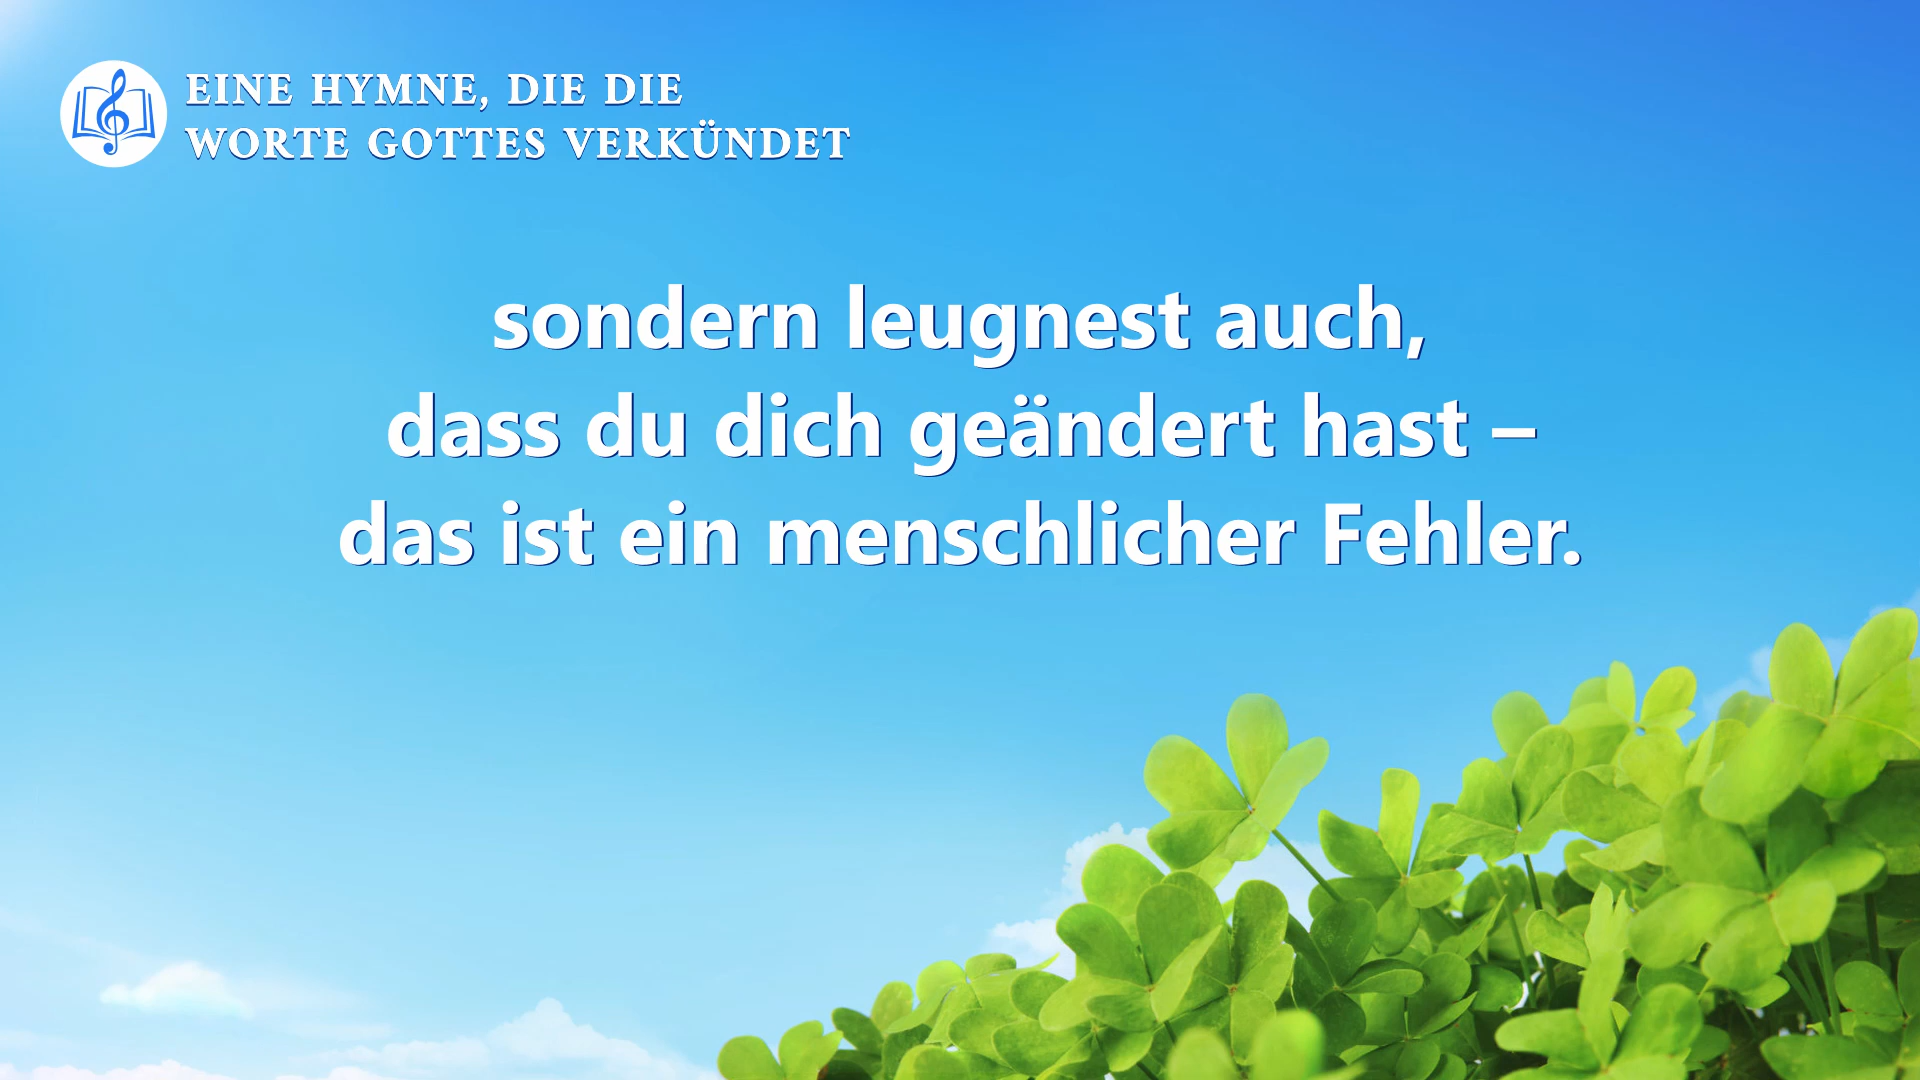 EINE HYMNE, DIE DIE
WORTE GOTTES VERKÜNDET
sondern leugnest auch,
dass du dich geändert hast –
das ist ein menschlicher Fehler.